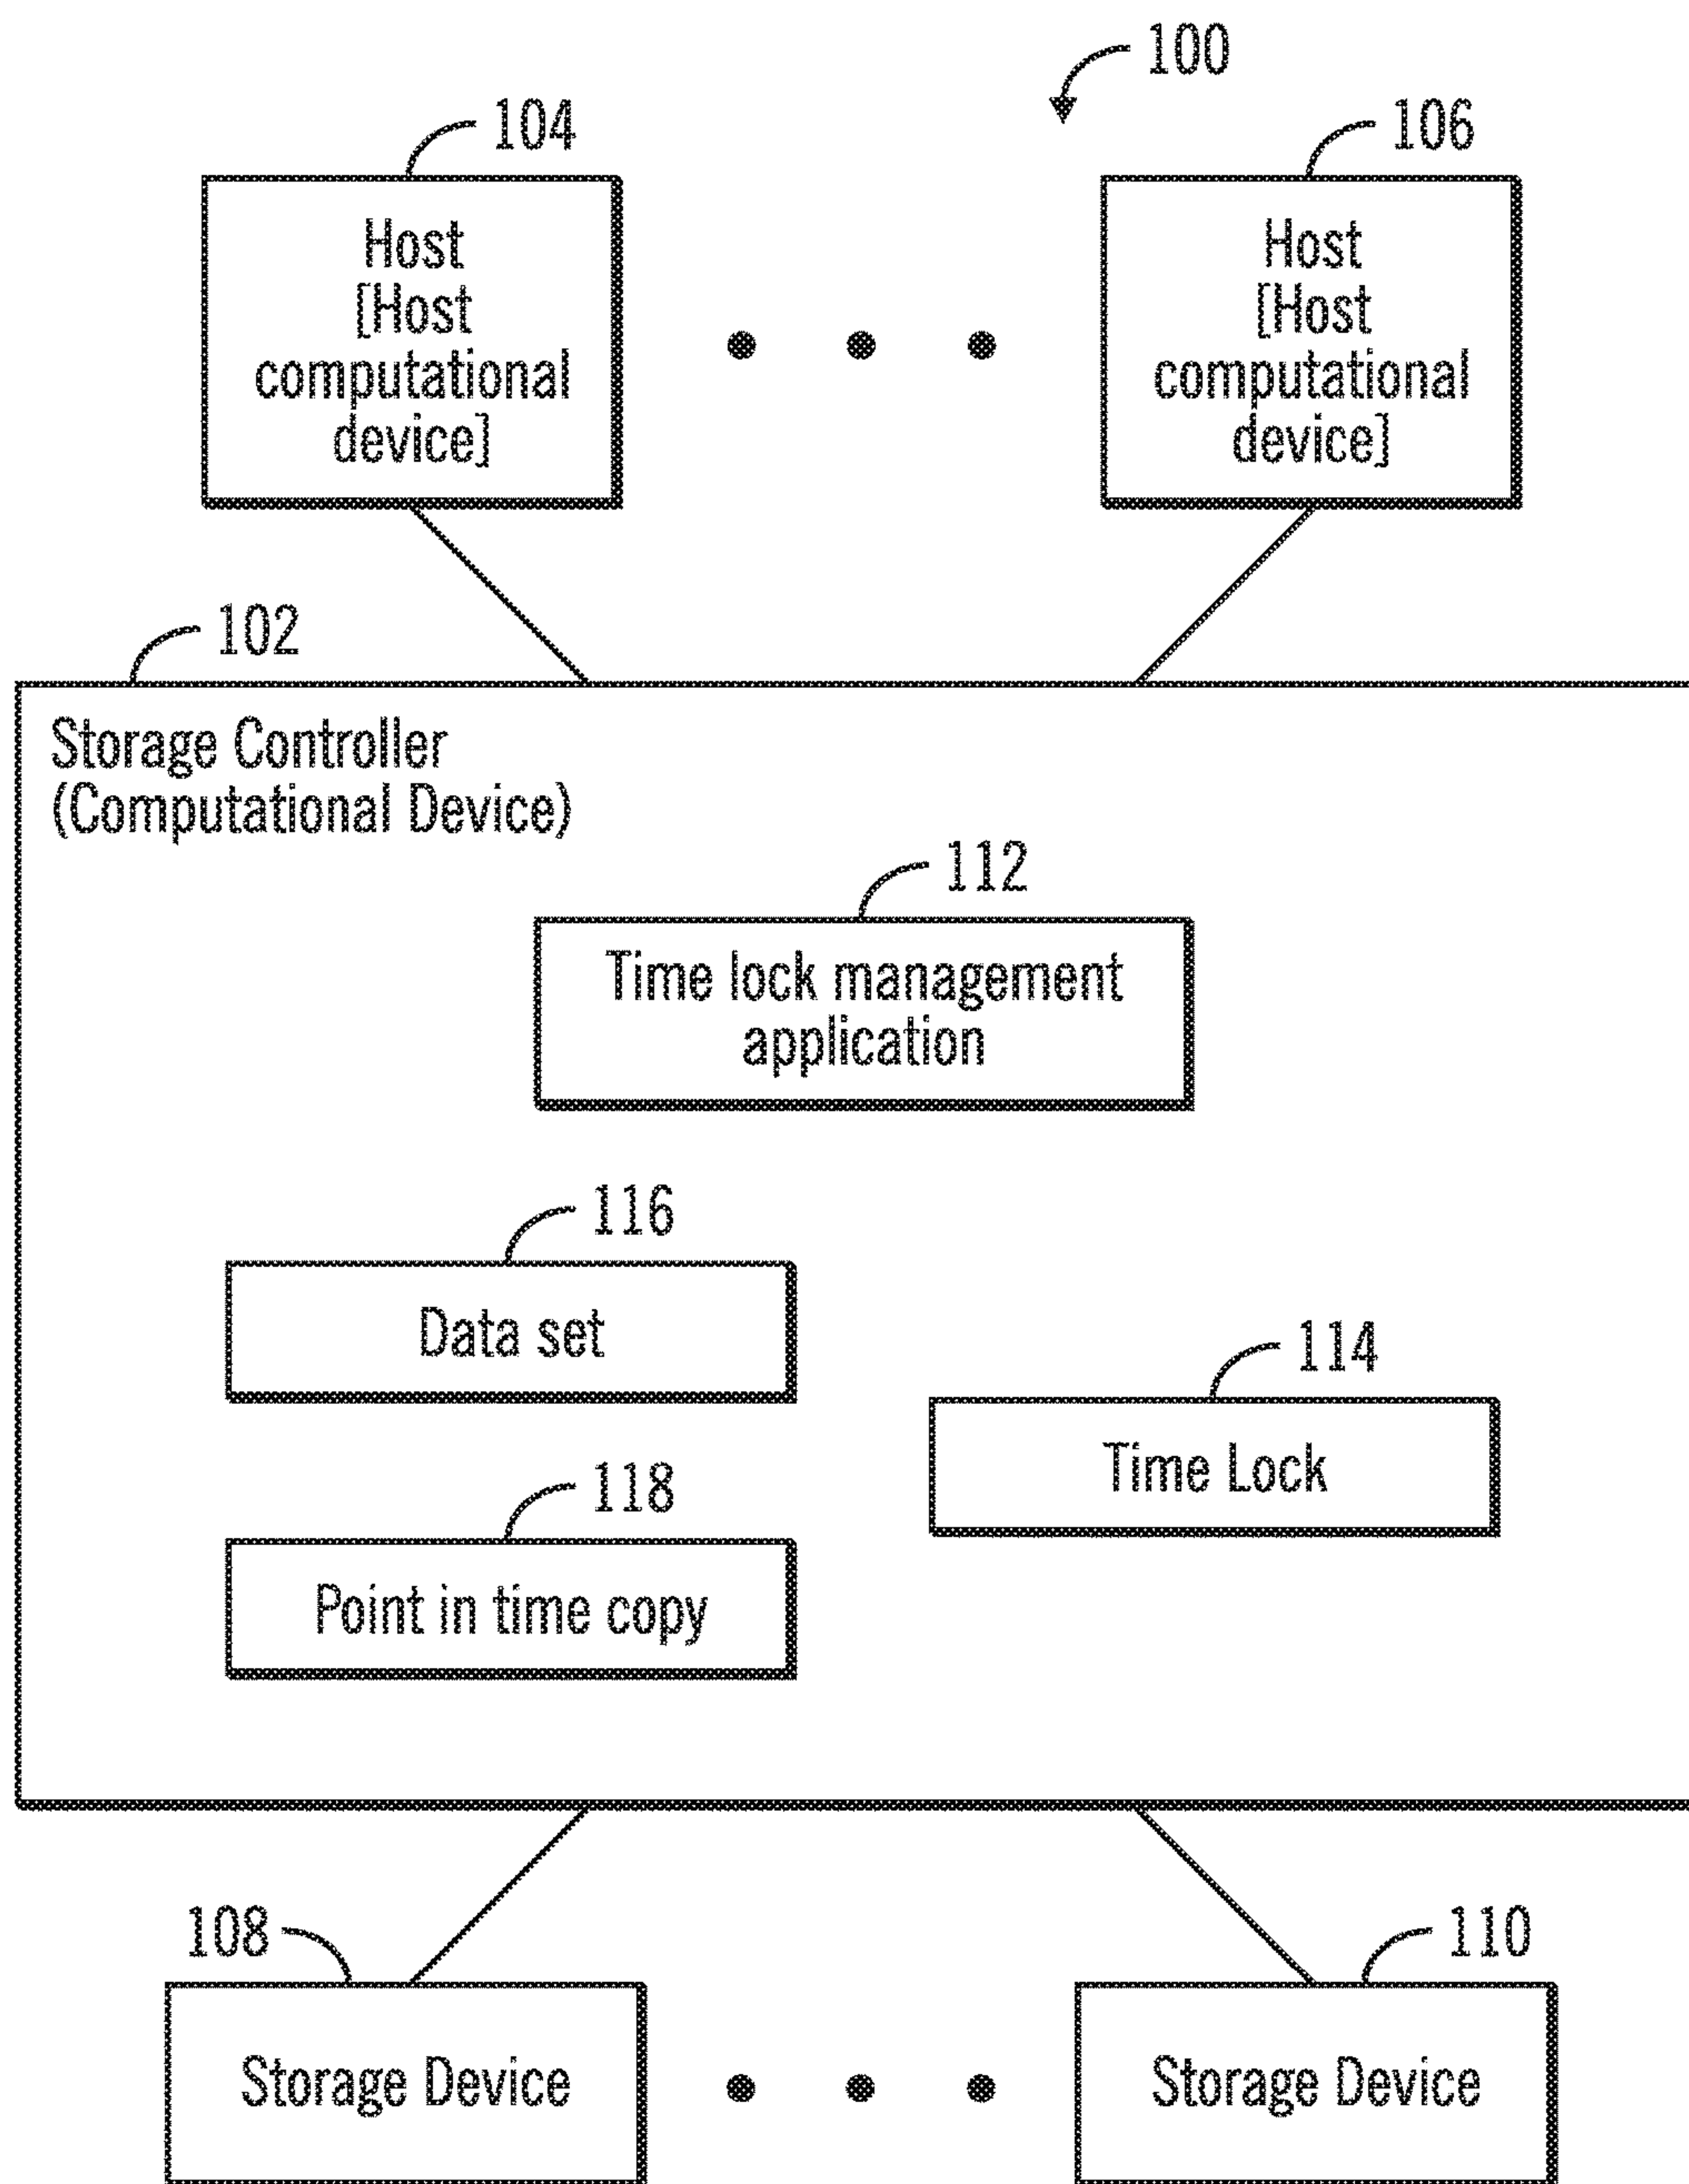 100
104
106
Host
[Host
computational
device]
Host
[Host
computational
device]
102
Storage Controller
(Computational Device)
112
Time lock management
application
116
Data set
114
Time Lock
118
Point in time copy
108
110
Storage Device
Storage Device